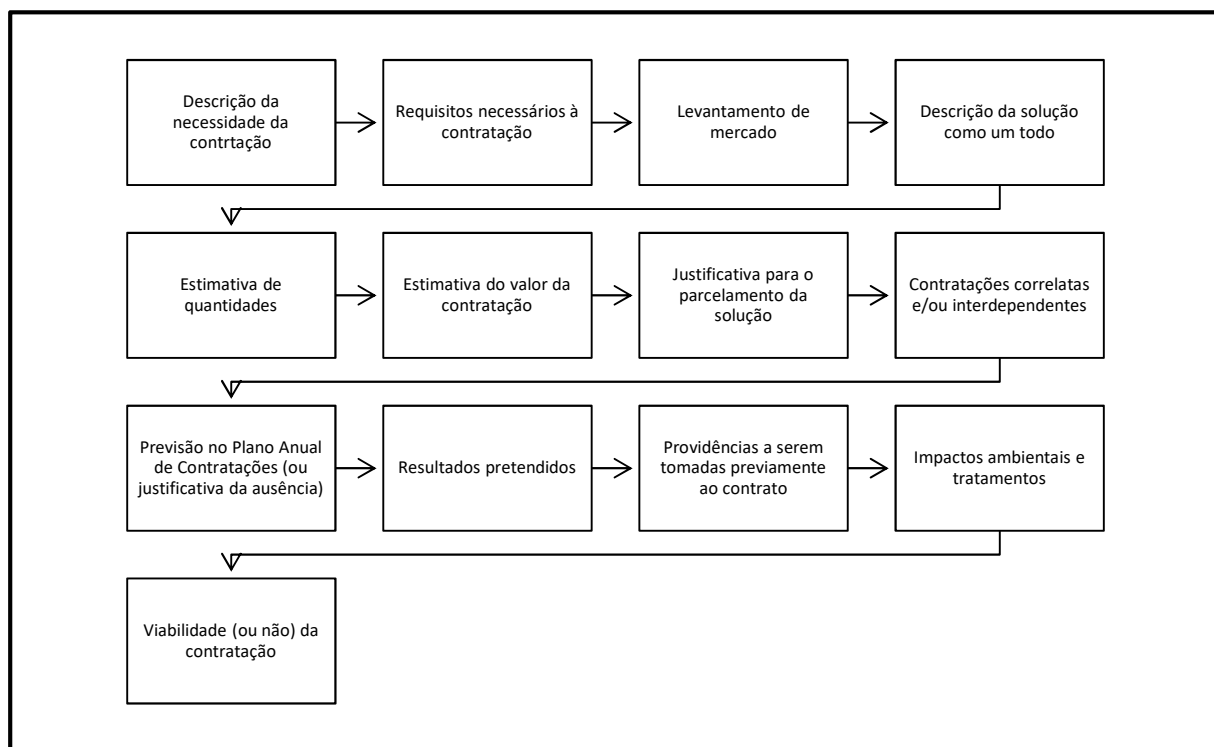 Descrição da
necessidade da
contrtação
Requisitos necessários à
contratação
Levantamento de
mercado
Descrição da solução
como um todo
Estimativa de
quantidades
Estimativa do valor da
contratação
Justificativa para o
parcelamento da
solução
Contratações correlatas
e/ou interdependentes
Previsão no Plano Anual
de Contratações (ou
justificativa da ausência)
Resultados pretendidos
Providências a serem
tomadas previamente
ao contrato
Impactos ambientais e
tratamentos
Viabilidade (ou não) da
contratação